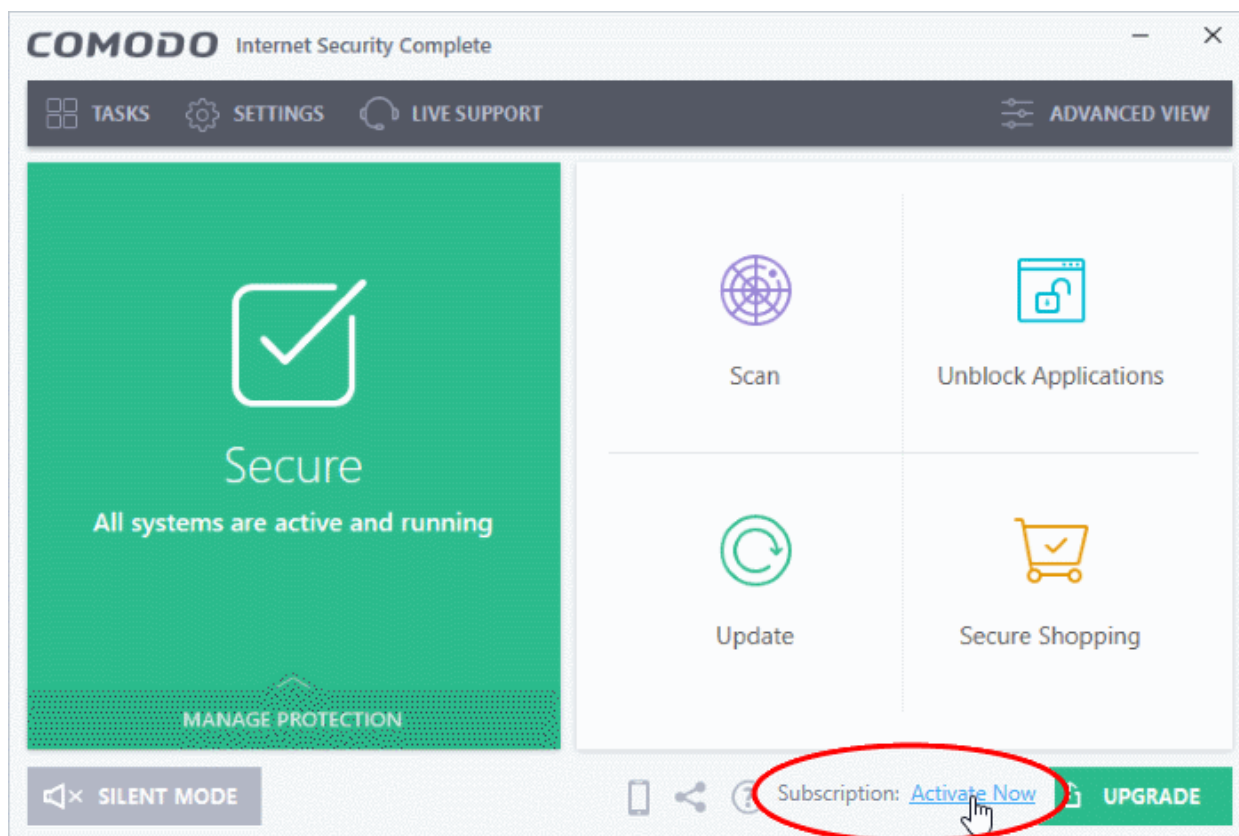 COMODO Internet Security Complete
TASKS SETTINGS LIVE SUPPORT ADVANCED VIEW
Secure
All systems are active and running
MANAGE PROTECTION
Scan
Unblock Applications
Update
Secure Shopping
SILENT MODE
? Subscription: Activate Now
UPGRADE